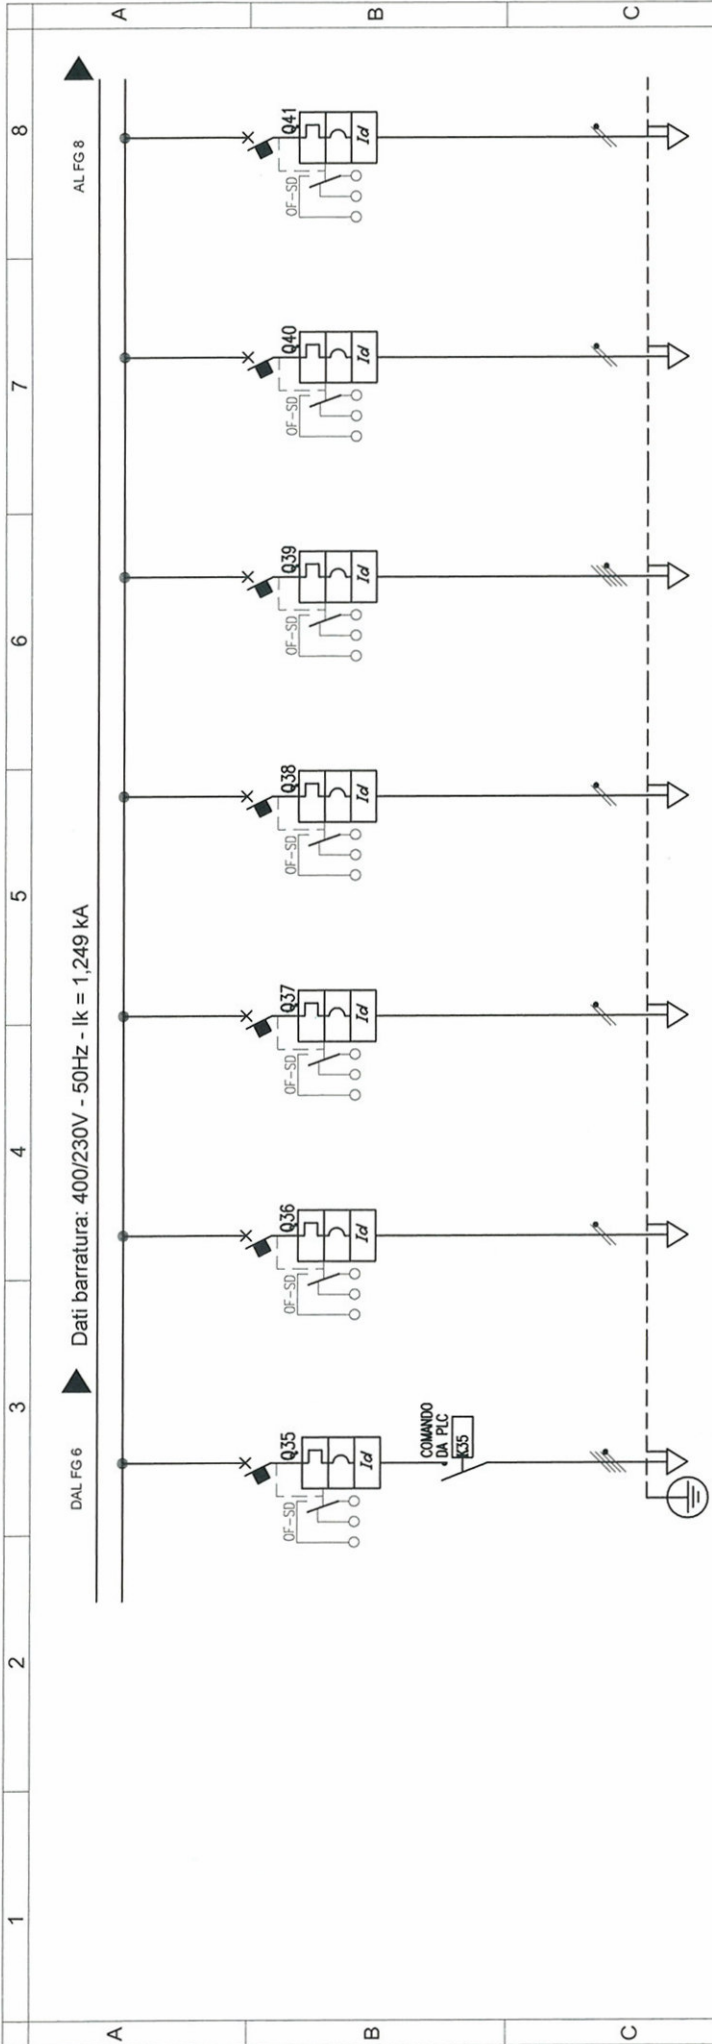 1 2 3 4 5 6 7 8
A A
DAL FG 6
Dati barratura: 400/230V - 50Hz - Ik = 1,249 kA
AL FG 8
B B
Q35 Q36 Q37 Q38 Q39 Q40 Q41
OF-SD OF-SD OF-SD OF-SD OF-SD OF-SD OF-SD
Id Id Id Id Id Id Id
COMANDO
DA PLC
K35
C C